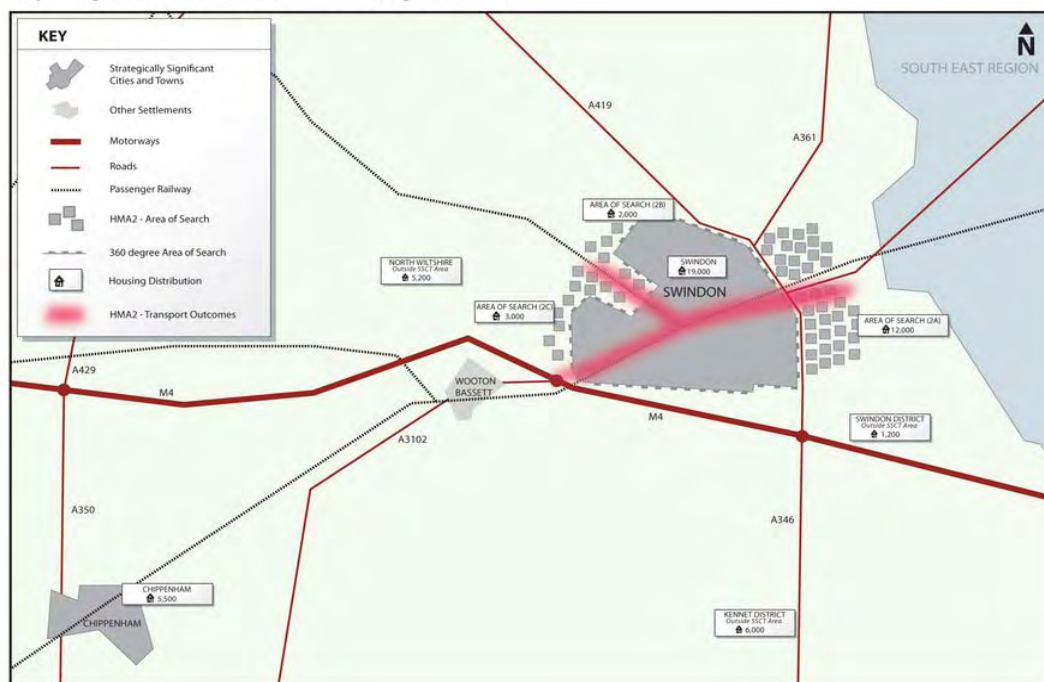 KEY
Strategically Significant
Cities and Towns
Other Settlements
Motorways
Roads
Passenger Railway
HMA2 - Area of Search
360 degree Area of Search
Housing Distribution
HMA2 - Transport Outcomes
N
SOUTH EAST REGION
A419
A361
AREA OF SEARCH (2B)
2,000
NORTH WILTSHIRE
Outside SSCT Area
5,200
SWINDON
19,000
SWINDON
AREA OF SEARCH (2C)
3,000
AREA OF SEARCH (2A)
12,000
A429
M4
WOOTON
BASSETT
M4
SWINDON DISTRICT
Outside SSCT Area
1,200
A3102
A350
A346
CHIPPENHAM
5,500
CHIPPENHAM
KENNET DISTRICT
Outside SSCT Area
6,000